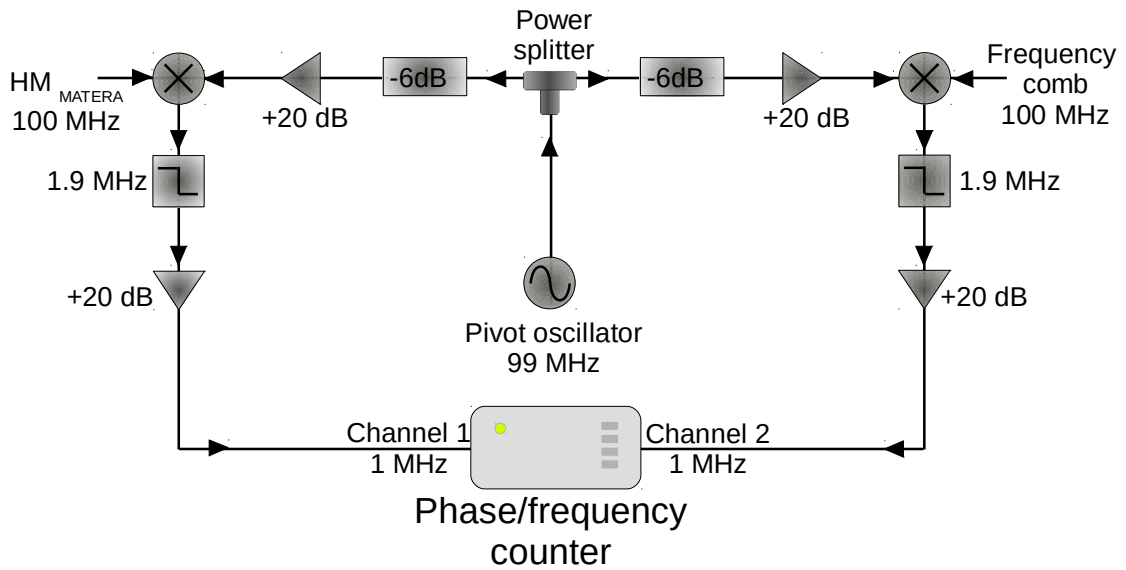 Power
splitter
HM MATERA
100 MHz
-6dB
-6dB
Frequency
comb
100 MHz
+20 dB
+20 dB
1.9 MHz
1.9 MHz
+20 dB
+20 dB
Pivot oscillator
99 MHz
Channel 1
1 MHz
Channel 2
1 MHz
Phase/frequency
counter